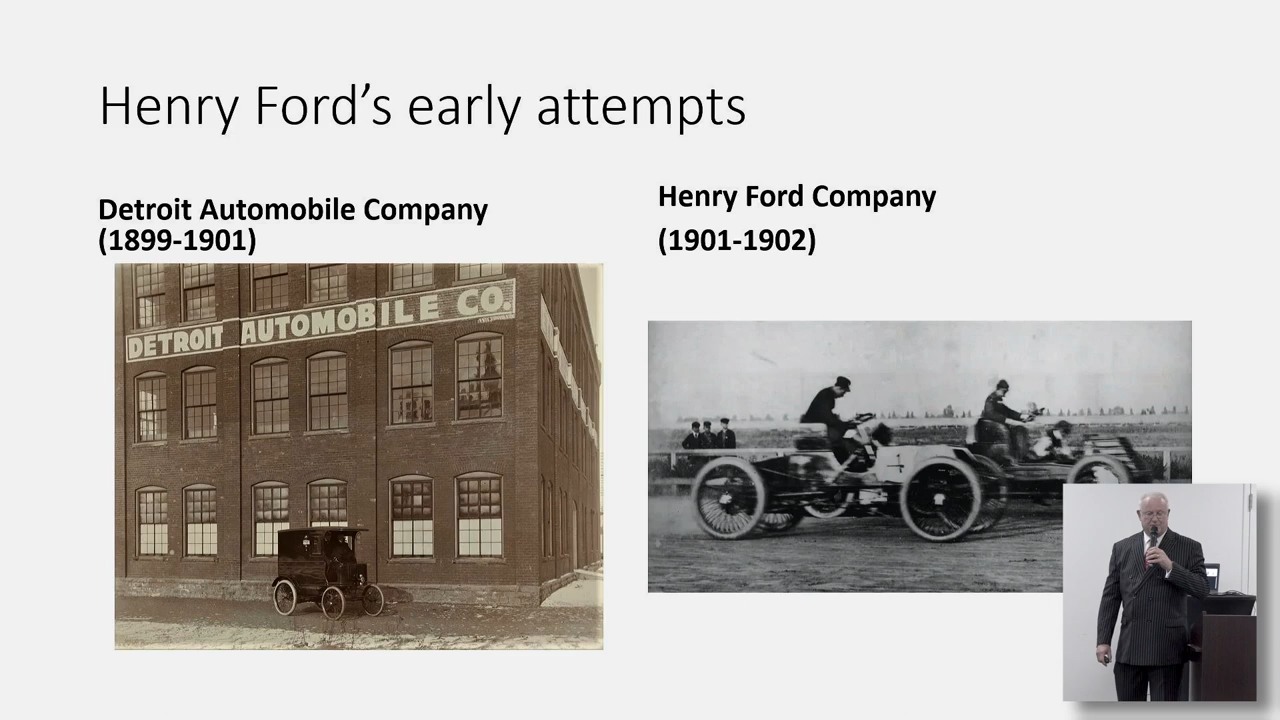 Henry Ford’s early attempts
Detroit Automobile Company
(1899-1901)
Henry Ford Company
(1901-1902)
DETROIT AUTOMOBILE CO.